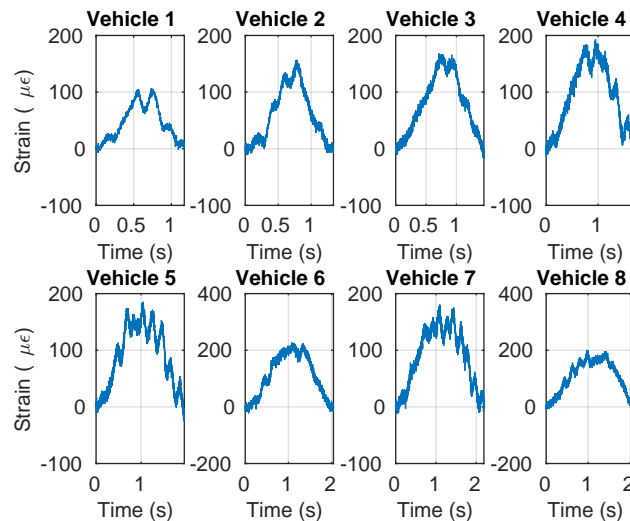 Vehicle 1 Vehicle 2 Vehicle 3 Vehicle 4
200 200 200 200
100 100 100 100
0 0 0 0
-100 -100 -100 -100
Strain ( με)
0 0.5 1 0 0.5 1 0 0.5 1 0 1
Time (s) Time (s) Time (s) Time (s)
Vehicle 5 Vehicle 6 Vehicle 7 Vehicle 8
200 400 200 400
100 200 100 200
0 0 0 0
-100 -200 -100 -200
Strain ( με)
0 1 0 1 2 0 1 2 0 1 2
Time (s) Time (s) Time (s) Time (s)